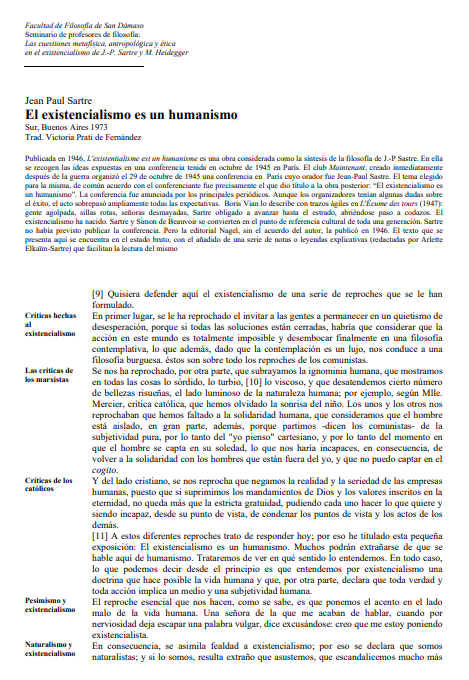 Facultad de Filosofía de San Dámaso
Seminario de profesores de filosofía:
Las cuestiones metafísica, antropológica y ética
en el existencialismo de J.-P. Sartre y M. Heidegger
Jean Paul Sartre
El existencialismo es un humanismo
Sur, Buenos Aires 1973
Trad. Victoria Prati de Fernández
Publicada en 1946, L'existentialisme est un humanisme es una obra considerada como la síntesis de la filosofía de J.-P Sastre. En ella
se recogen las ideas expuestas en una conferencia tenida en octubre de 1945 en París. El club Maintenant, creado inmediatamente
después de la guerra organizó el 29 de octubre de 1945 una conferencia en París cuyo orador fue Jean-Paul Sastre. El tema elegido
para la misma, de común acuerdo con el conferenciante fue precisamente el que dio título a la obra posterior: "El existencialismo es
un humanismo". La conferencia fue anunciada por los principales periódicos. Aunque los organizadores tenían algunas dudas sobre
el éxito, el acto sobrepasó ampliamente todas las expectativas. Boris Vian lo describe con trazos ágiles en L'Écume des tours (1947):
gente agolpada, sillas rotas, señoras desmayadas, Sartre obligado a avanzar hasta el estrado, abriéndose paso a codazos. El
existencialismo ha nacido. Sartre y Simon de Beauvoir se convierten en el punto de referencia cultural de toda una generación. Sartre
no había previsto publicar la conferencia. Pero la editorial Nagel, sin el acuerdo del autor, la publicó en 1946. El texto que se
presenta aquí se encuentra en el estado bruto, con el añadido de una serie de notas o leyendas explicativas (redactadas por Arlette
Elkaïm-Sartre) que facilitan la lectura del mismo
[9] Quisiera defender aquí el existencialismo de una serie de reproches que se le han
formulado.
Críticas hechas
al
existencialismo
En primer lugar, se le ha reprochado el invitar a las gentes a permanecer en un quietismo de
desesperación, porque si todas las soluciones están cerradas, habría que considerar que la
acción en este mundo es totalmente imposible y desembocar finalmente en una filosofía
contemplativa, lo que además, dado que la contemplación es un lujo, nos conduce a una
filosofía burguesa. éstos son sobre todo los reproches de los comunistas.
Las críticas de
los marxistas
Se nos ha reprochado, por otra parte, que subrayamos la ignominia humana, que mostramos
en todas las cosas lo sórdido, lo turbio, [10] lo viscoso, y que desatendemos cierto número
de bellezas risueñas, el lado luminoso de la naturaleza humana; por ejemplo, según Mlle.
Mercier, crítica católica, que hemos olvidado la sonrisa del niño. Los unos y los otros nos
reprochaban que hemos faltado a la solidaridad humana, que consideramos que el hombre
está aislado, en gran parte, además, porque partimos -dicen los comunistas- de la
subjetividad pura, por lo tanto del "yo pienso" cartesiano, y por lo tanto del momento en
que el hombre se capta en su soledad, lo que nos haría incapaces, en consecuencia, de
volver a la solidaridad con los hombres que están fuera del yo, y que no puedo captar en el
cogito.
Críticas de los
católicos
Y del lado cristiano, se nos reprocha que negamos la realidad y la seriedad de las empresas
humanas, puesto que si suprimimos los mandamientos de Dios y los valores inscritos en la
eternidad, no queda más que la estricta gratuidad, pudiendo cada uno hacer lo que quiere y
siendo incapaz, desde su punto de vista, de condenar los puntos de vista y los actos de los
demás.
[11] A estos diferentes reproches trato de responder hoy; por eso he titulado esta pequeña
exposición: El existencialismo es un humanismo. Muchos podrán extrañarse de que se
hable aquí de humanismo. Trataremos de ver en qué sentido lo entendemos. En todo caso,
lo que podemos decir desde el principio es que entendemos por existencialismo una
doctrina que hace posible la vida humana y que, por otra parte, declara que toda verdad y
toda acción implica un medio y una subjetividad humana.
Pesimismo y
existencialismo
El reproche esencial que nos hacen, como se sabe, es que ponemos el acento en el lado
malo de la vida humana. Una señora de la que me acaban de hablar, cuando por
nerviosidad deja escapar una palabra vulgar, dice excusándose: creo que me estoy poniendo
existencialista.
Naturalismo y
existencialismo
En consecuencia, se asimila fealdad a existencialismo; por eso se declara que somos
naturalistas; y si lo somos, resulta extraño que asustemos, que escandalicemos mucho más